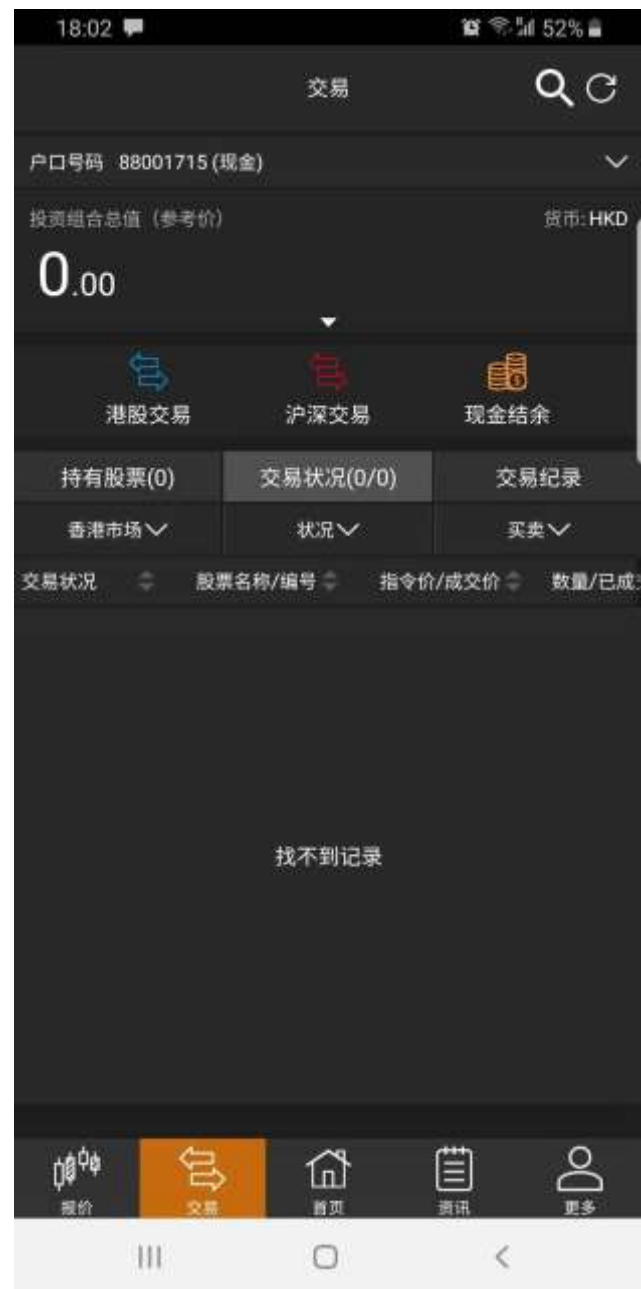 18:02 52%
交易
户口号码 88001715 (现金)
投资组合总值（参考价） 货币: HKD
0.00
港股交易 沪深交易 现金结余
持有股票(0) 交易状况(0/0) 交易纪录
香港市场 状况 买卖
交易状况 股票名称/编号 指令价/成交价 数量/已成
找不到记录
报价 交易 首页 资讯 更多